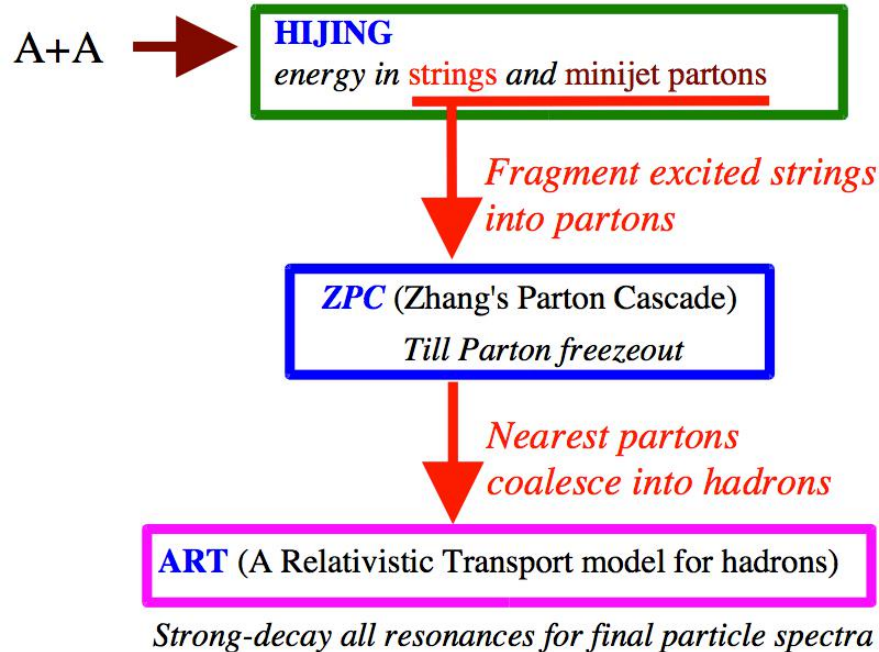 A+A
HIJING
energy in strings and minijet partons
Fragment excited strings
into partons
ZPC (Zhang's Parton Cascade)
Till Parton freezeout
Nearest partons
coalesce into hadrons
ART (A Relativistic Transport model for hadrons)
Strong-decay all resonances for final particle spectra